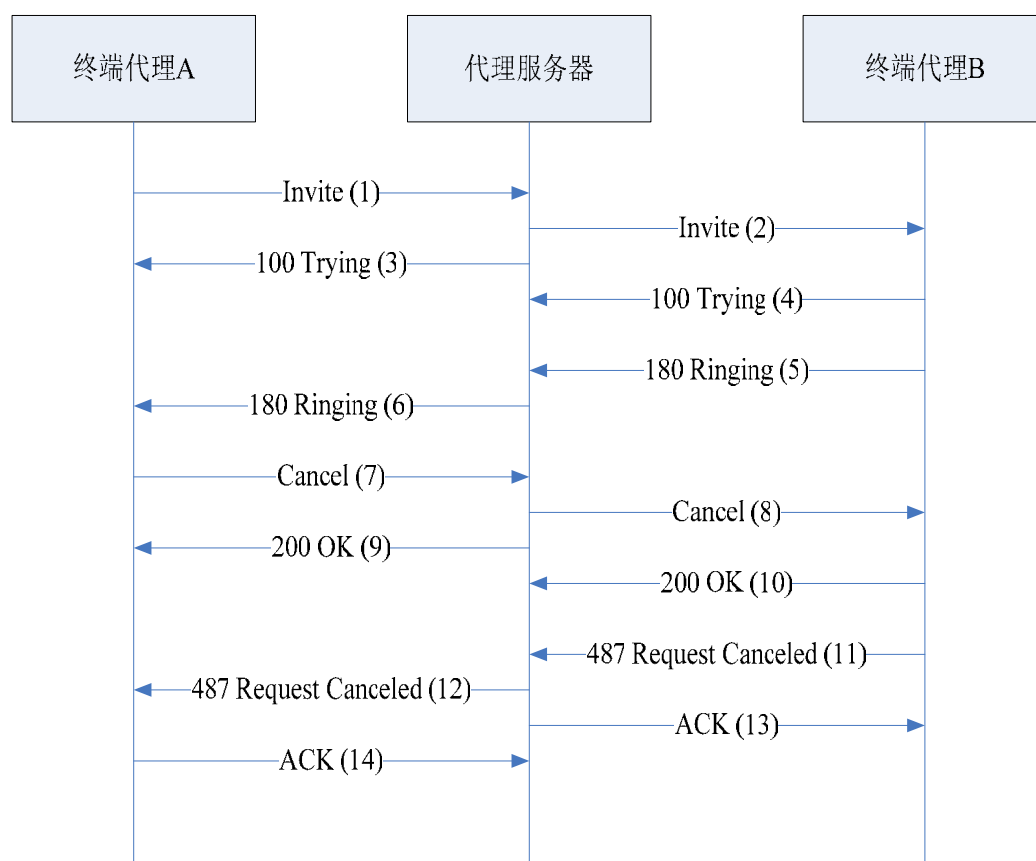 终端代理A
代理服务器
终端代理B
Invite (1)
Invite (2)
100 Trying (3)
100 Trying (4)
180 Ringing (5)
180 Ringing (6)
Cancel (7)
Cancel (8)
200 OK (9)
200 OK (10)
487 Request Canceled (11)
487 Request Canceled (12)
ACK (13)
ACK (14)